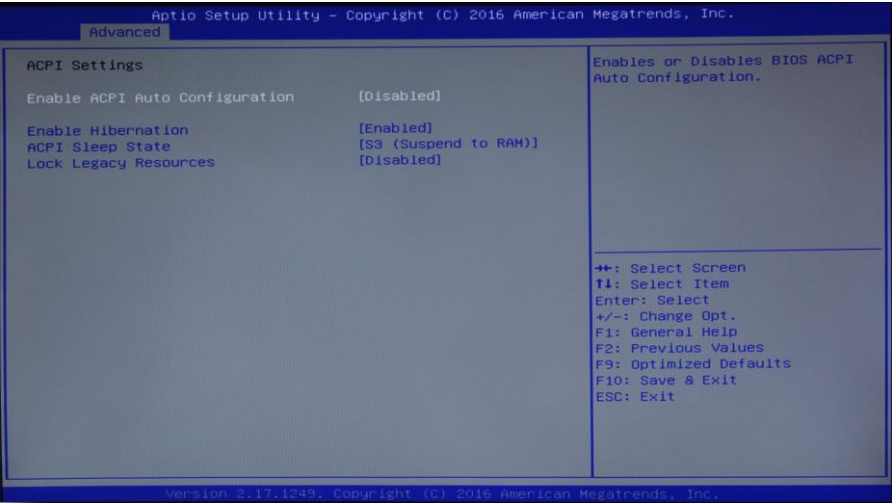 Aptio Setup Utility – Copyright (C) 2016 American Megatrends, Inc.
Advanced
ACPI Settings
Enable ACPI Auto Configuration [Disabled]
Enable Hibernation [Enabled]
ACPI Sleep State [S3 (Suspend to RAM)]
Lock Legacy Resources [Disabled]
Enables or Disables BIOS ACPI
Auto Configuration.
→←: Select Screen
↑↓: Select Item
Enter: Select
+/-: Change Opt.
F1: General Help
F2: Previous Values
F9: Optimized Defaults
F10: Save & Exit
ESC: Exit
Version 2.17.1249. Copyright (C) 2016 American Megatrends, Inc.